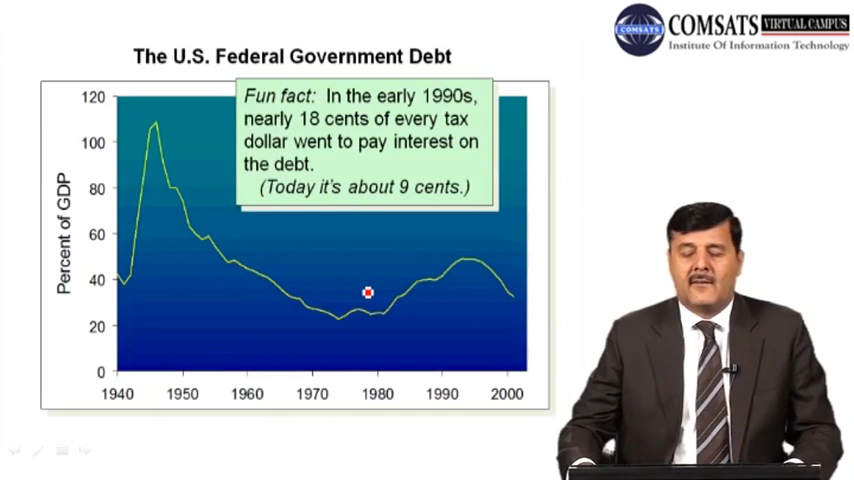 COMSATS VIRTUAL CAMPUS
COMSATS
Institute Of Information Technology
The U.S. Federal Government Debt
Fun fact: In the early 1990s,
nearly 18 cents of every tax
dollar went to pay interest on
the debt.
(Today it's about 9 cents.)
Percent of GDP
120
100
80
60
40
20
0
1940 1950 1960 1970 1980 1990 2000